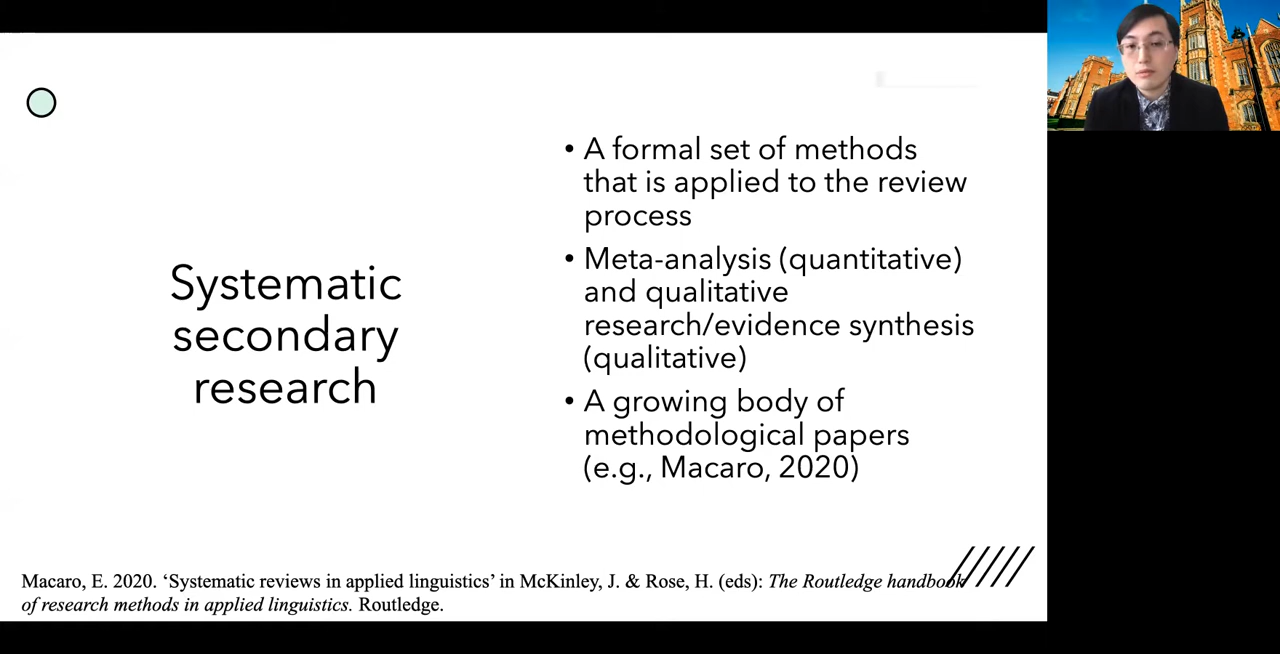 Systematic
secondary
research
• A formal set of methods
that is applied to the review
process
• Meta-analysis (quantitative)
and qualitative
research/evidence synthesis
(qualitative)
• A growing body of
methodological papers
(e.g., Macaro, 2020)
Macaro, E. 2020. ‘Systematic reviews in applied linguistics’ in McKinley, J. & Rose, H. (eds): The Routledge handbook
of research methods in applied linguistics. Routledge.